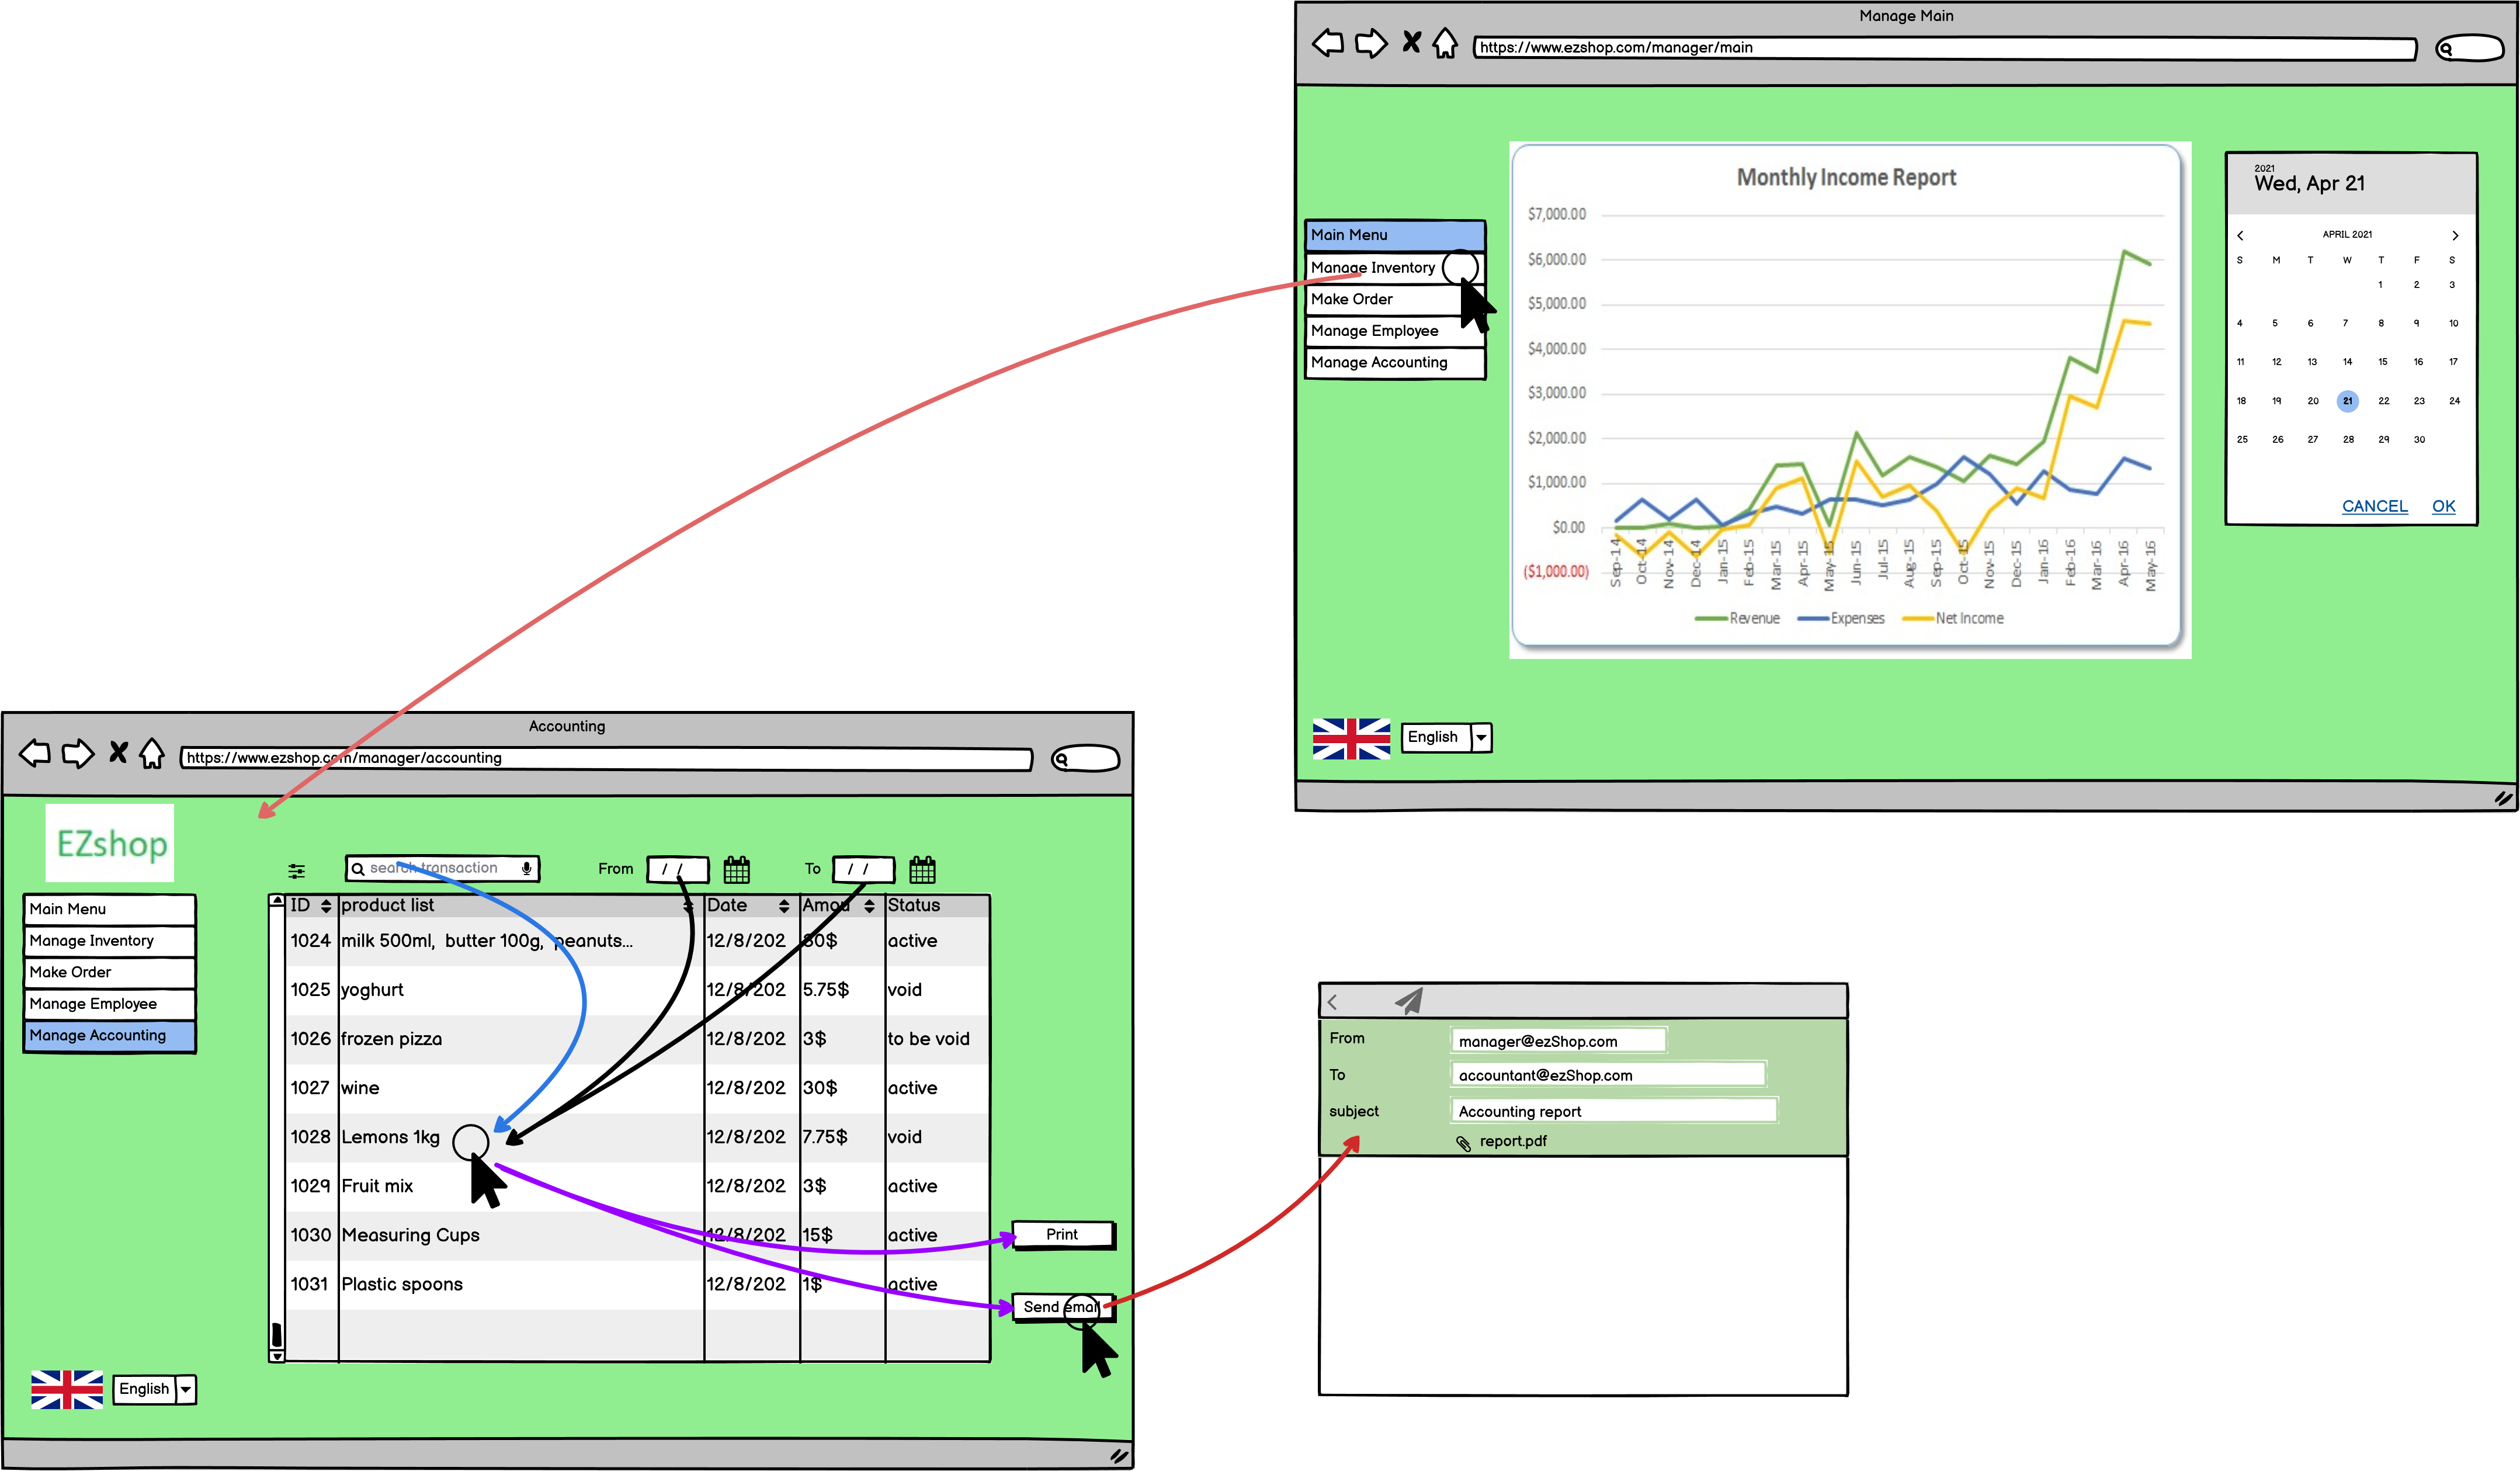 Manage Main
https://www.ezshop.com/manager/main
Main Menu
Manage Inventory
Make Order
Manage Employee
Manage Accounting
Monthly Income Report
$7,000.00
$6,000.00
$5,000.00
$4,000.00
$3,000.00
$2,000.00
$1,000.00
$0.00
($1,000.00)
Sep-14
Oct-14
Nov-14
Dec-14
Jan-15
Feb-15
Mar-15
Apr-15
May-15
Jun-15
Jul-15
Aug-15
Sep-15
Oct-15
Nov-15
Dec-15
Jan-16
Feb-16
Mar-16
Apr-16
May-16
Revenue Expenses Net Income
2021
Wed, Apr 21
APRIL 2021
S M T W T F S
1 2 3
4 5 6 7 8 9 10
11 12 13 14 15 16 17
18 19 20 21 22 23 24
25 26 27 28 29 30
CANCEL OK
English
Accounting
https://www.ezshop.com/manager/accounting
EZshop
Main Menu
Manage Inventory
Make Order
Manage Employee
Manage Accounting
search transaction From / / To / /
ID product list Date Amou Status
1024 milk 500ml, butter 100g, peanuts... 12/8/202 80$ active
1025 yoghurt 12/8/202 5.75$ void
1026 frozen pizza 12/8/202 3$ to be void
1027 wine 12/8/202 30$ active
1028 Lemons 1kg 12/8/202 7.75$ void
1029 Fruit mix 12/8/202 3$ active
1030 Measuring Cups 12/8/202 15$ active
1031 Plastic spoons 12/8/202 1$ active
Print
Send email
English
From manager@ezShop.com
To accountant@ezShop.com
subject Accounting report
report.pdf